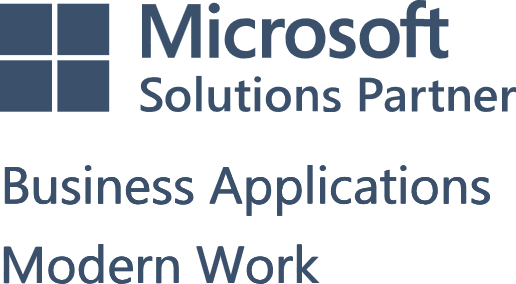 Microsoft
Solutions Partner
Business Applications
Modern Work